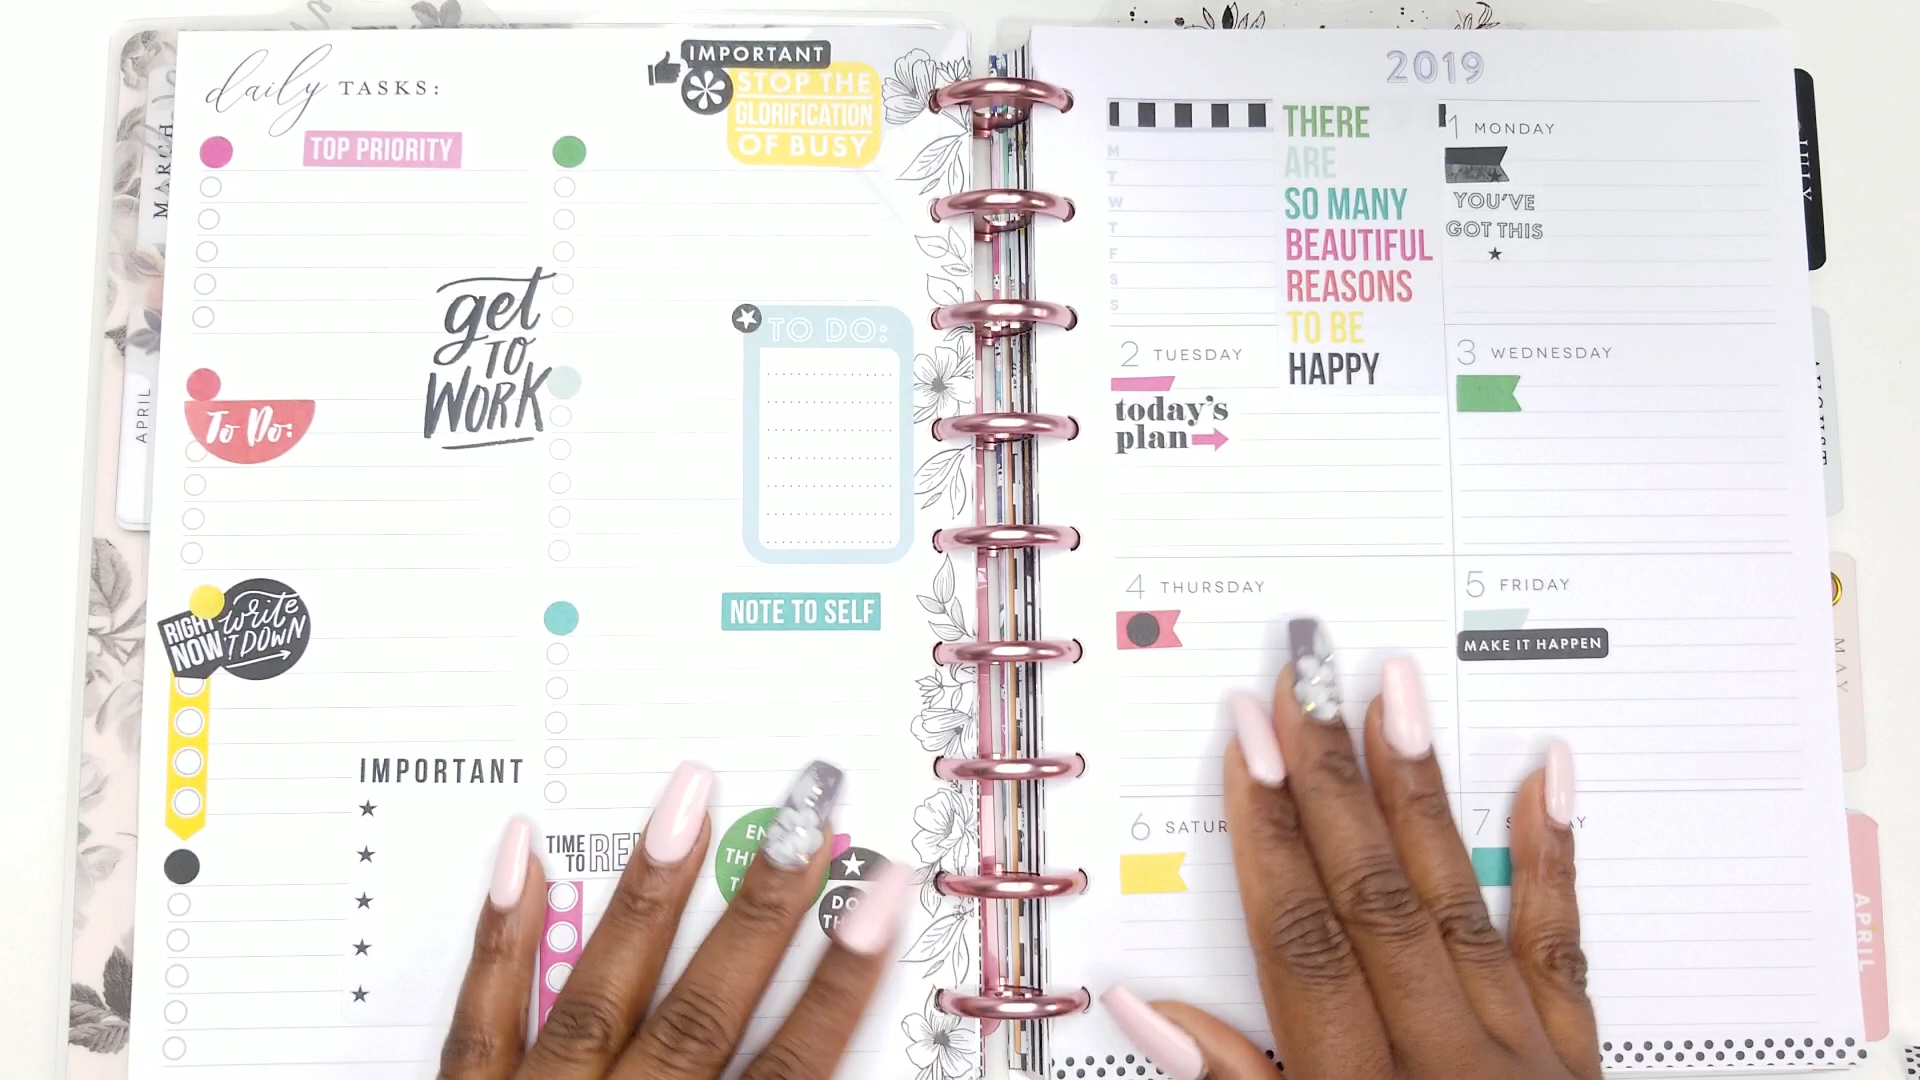 daily TASKS:
IMPORTANT
STOP THE
GLORIFICATION
OF BUSY
TOP PRIORITY
get
TO
WORK
TO DO:
To Do:
RIGHT
NOW
write
IT DOWN
NOTE TO SELF
IMPORTANT
TIME
TO
DO
MARCH
APRIL
2019
M
T
W
T
F
S
S
THERE
ARE
SO MANY
BEAUTIFUL
REASONS
TO BE
HAPPY
1 MONDAY
YOU'VE
GOT THIS
2 TUESDAY
today's
plan
3 WEDNESDAY
4 THURSDAY
5 FRIDAY
MAKE IT HAPPEN
6 SATUR
7
JULY
MAY
APRIL